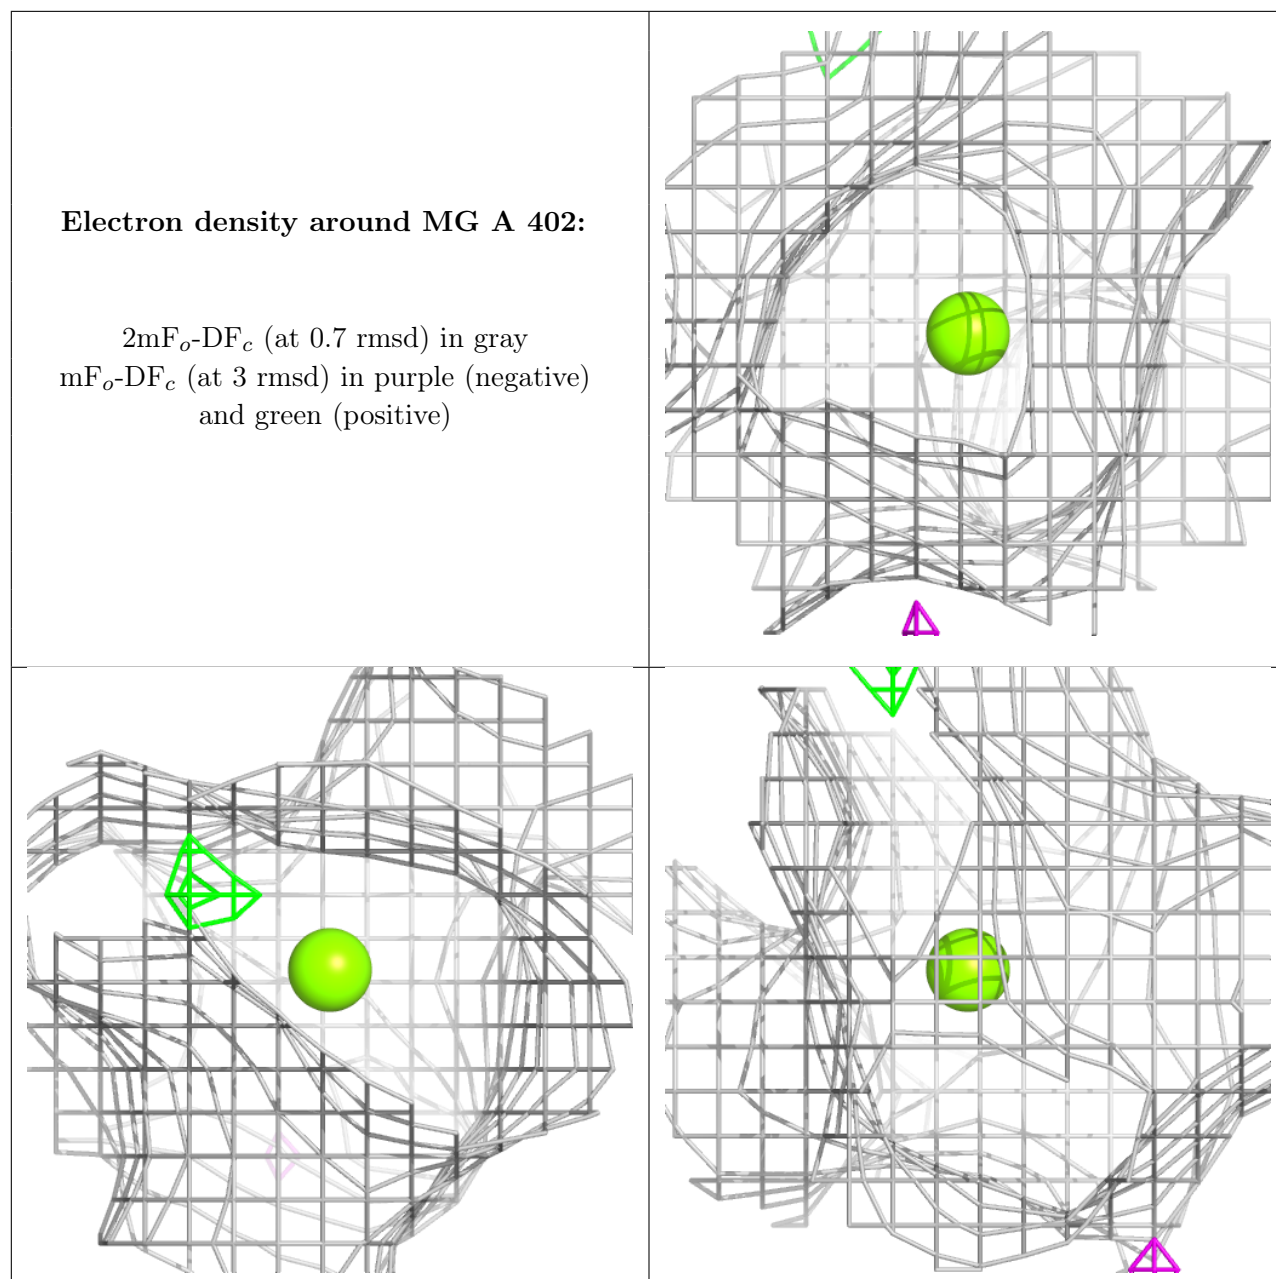 Electron density around MG A 402:
2mFo-DFc (at 0.7 rmsd) in gray
mFo-DFc (at 3 rmsd) in purple (negative)
and green (positive)